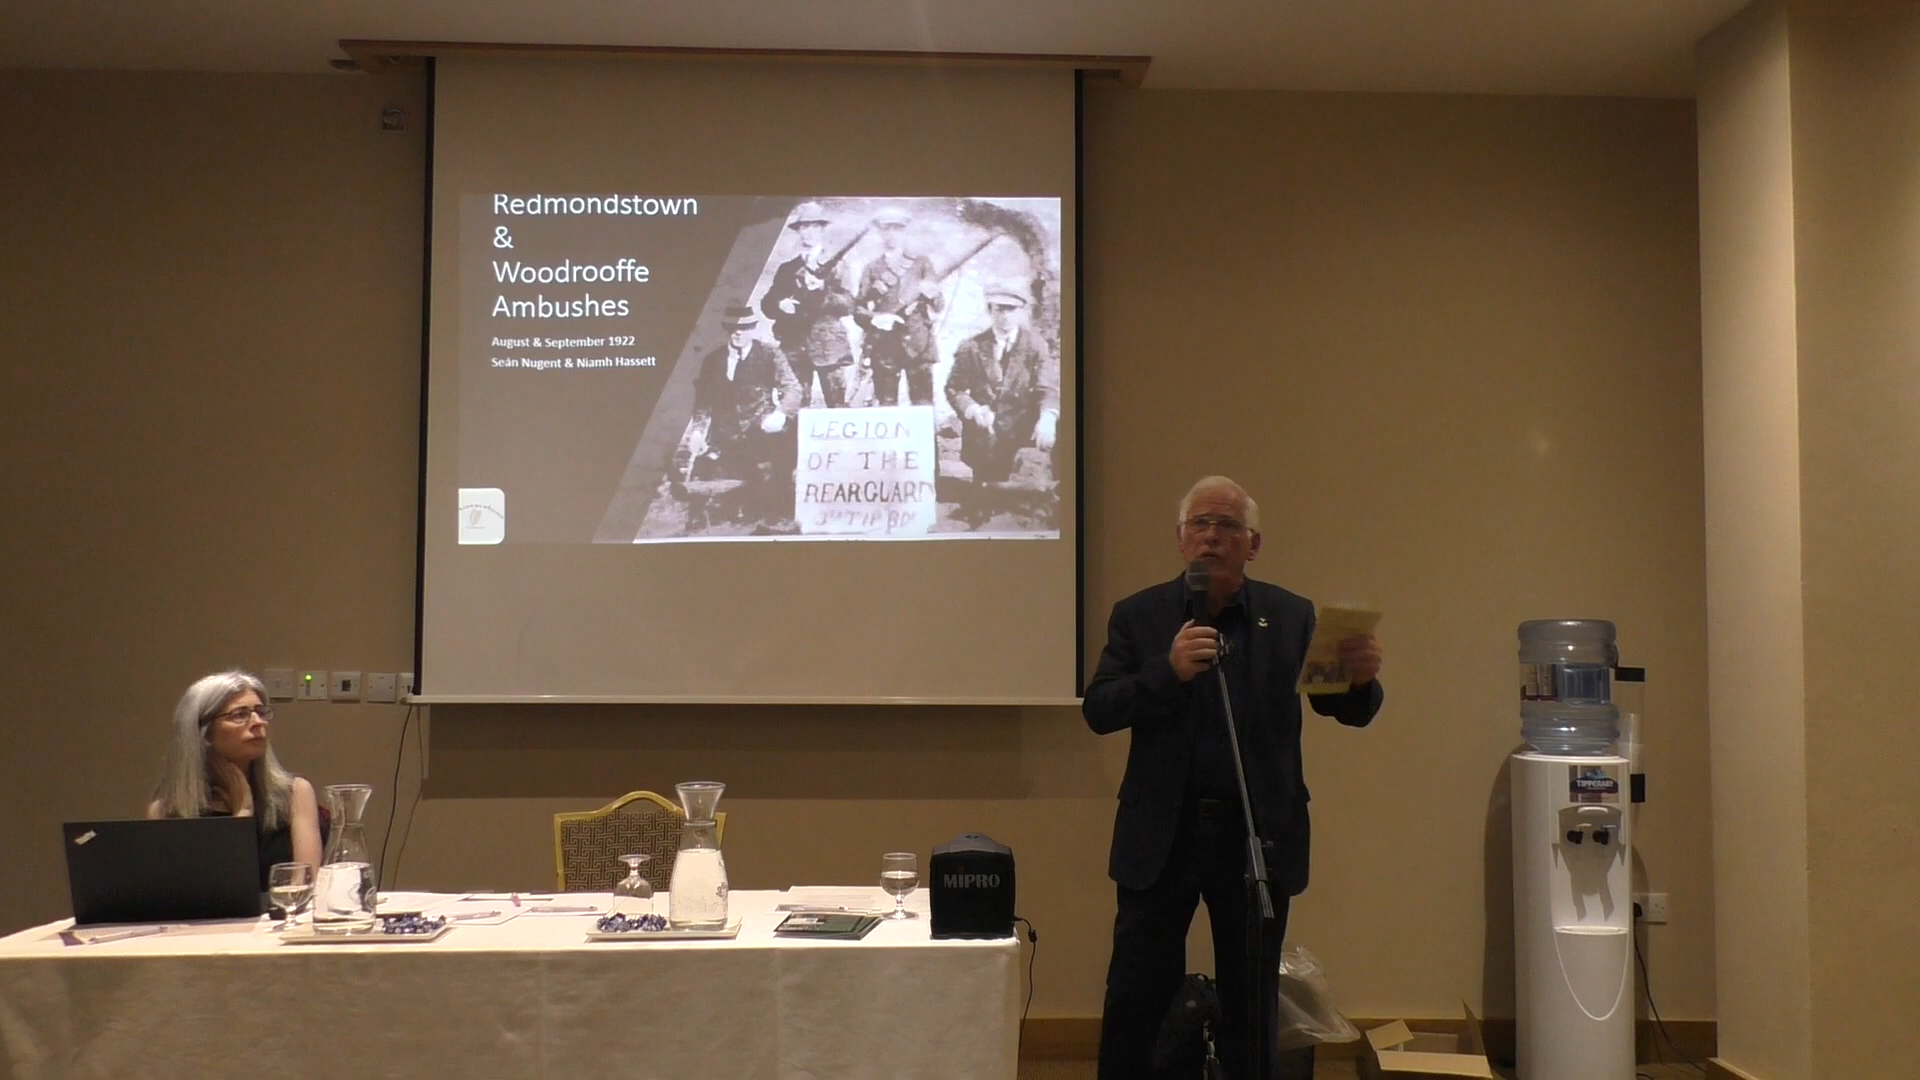 Redmondstown
&
Woodrooffe
Ambushes
August & September 1922
Seán Nugent & Niamh Hassett
LEGION
OF THE
REARGUARD
MIPRO
TIPPERARY